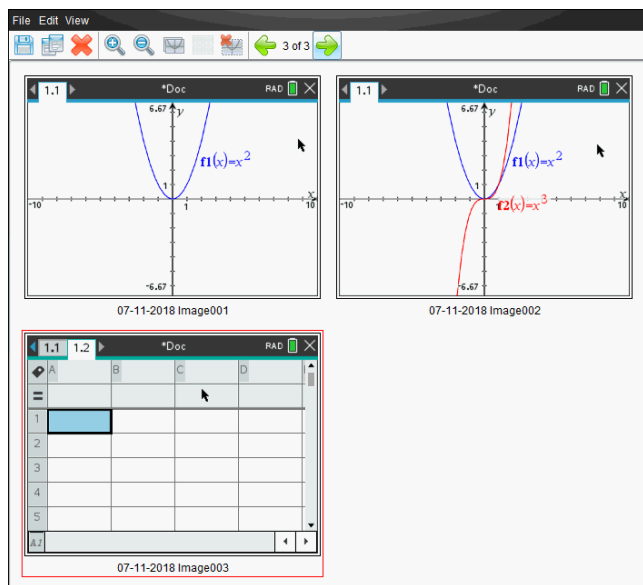 File Edit View
3 of 3
1.1 *Doc RAD
6.67 y
f1(x)=x²
1
x
-10 1 10
-6.67
07-11-2018 Image001
1.1 *Doc RAD
6.67 y
f1(x)=x²
1
x
-10 f2(x)=x³ 10
-6.67
07-11-2018 Image002
1.1 1.2 *Doc RAD
A B C D
=
1
2
3
4
5
A1
07-11-2018 Image003